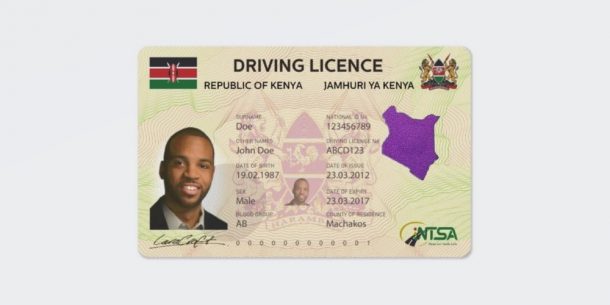 DRIVING LICENCE
REPUBLIC OF KENYA JAMHURI YA KENYA
SURNAME NATIONAL ID №
Doe 123456789
OTHER NAMES DRIVING LICENCE №
John Doe ABCD123
DATE OF BIRTH DATE OF ISSUE
19.02.1987 23.03.2012
SEX DATE OF EXPIRY
Male 23.03.2017
BLOOD GROUP COUNTY OF RESIDENCE
AB Machakos
HARAMBEE
NTSA
0 0 0 0 0 0 0 0 0 0 0 0 1